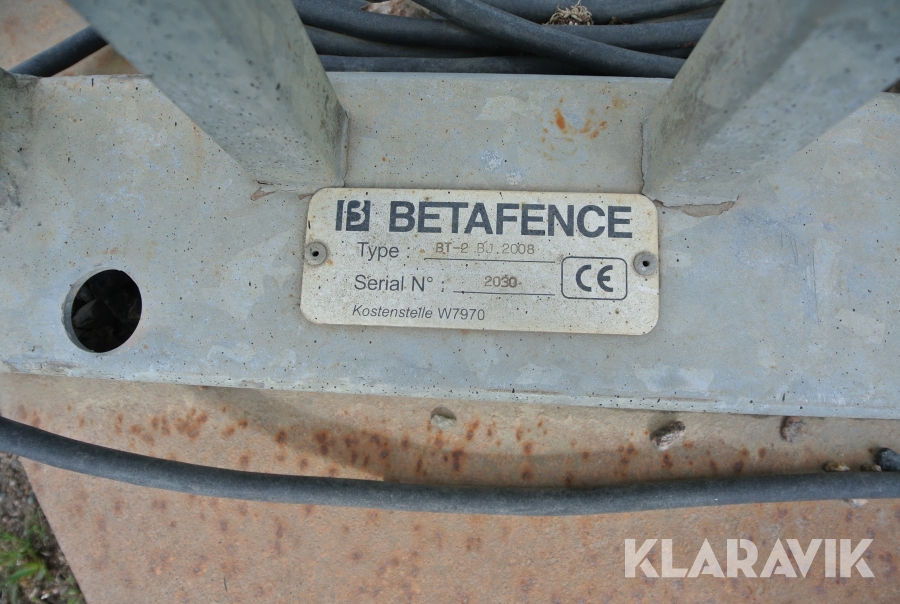 BETAFENCE
Type : BT-2 BJ.2008
Serial N° : 2030
CE
Kostenstelle W7970
KLARAVIK